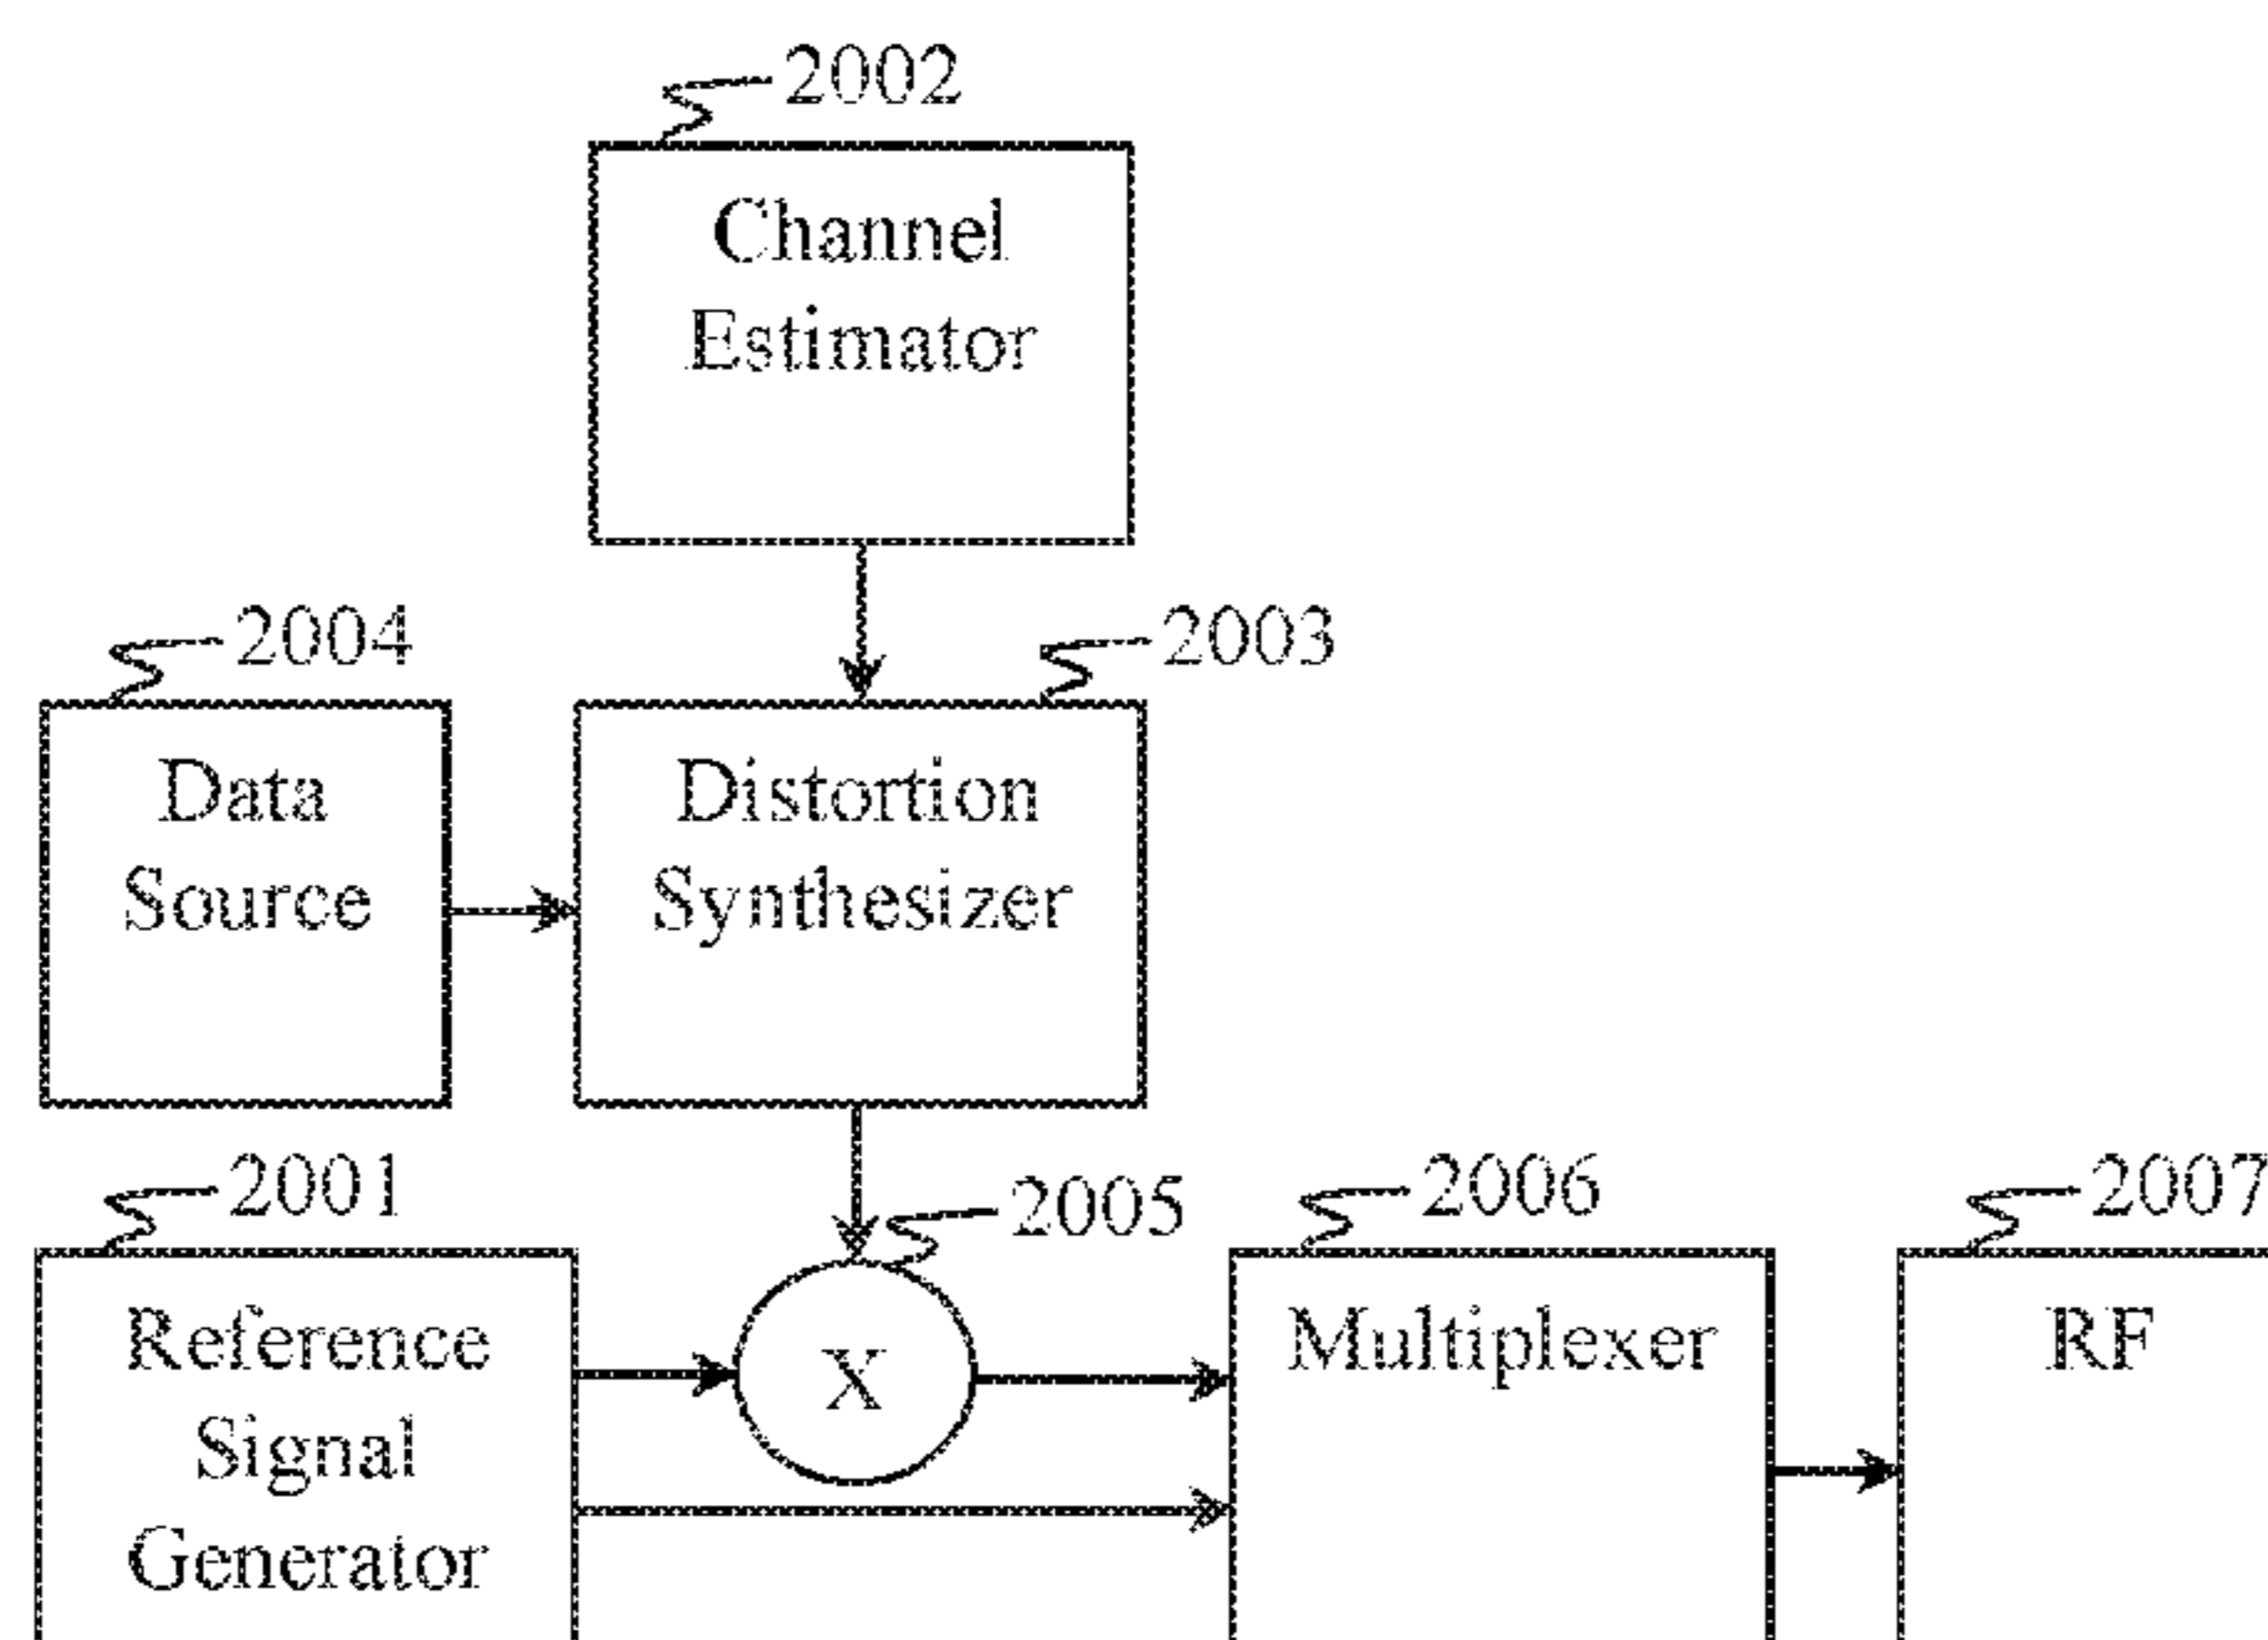 2002
Channel
Estimator
2004
2003
Data
Source
Distortion
Synthesizer
2001
2005
2006
2007
Reference
Signal
Generator
X
Multiplexer
RF